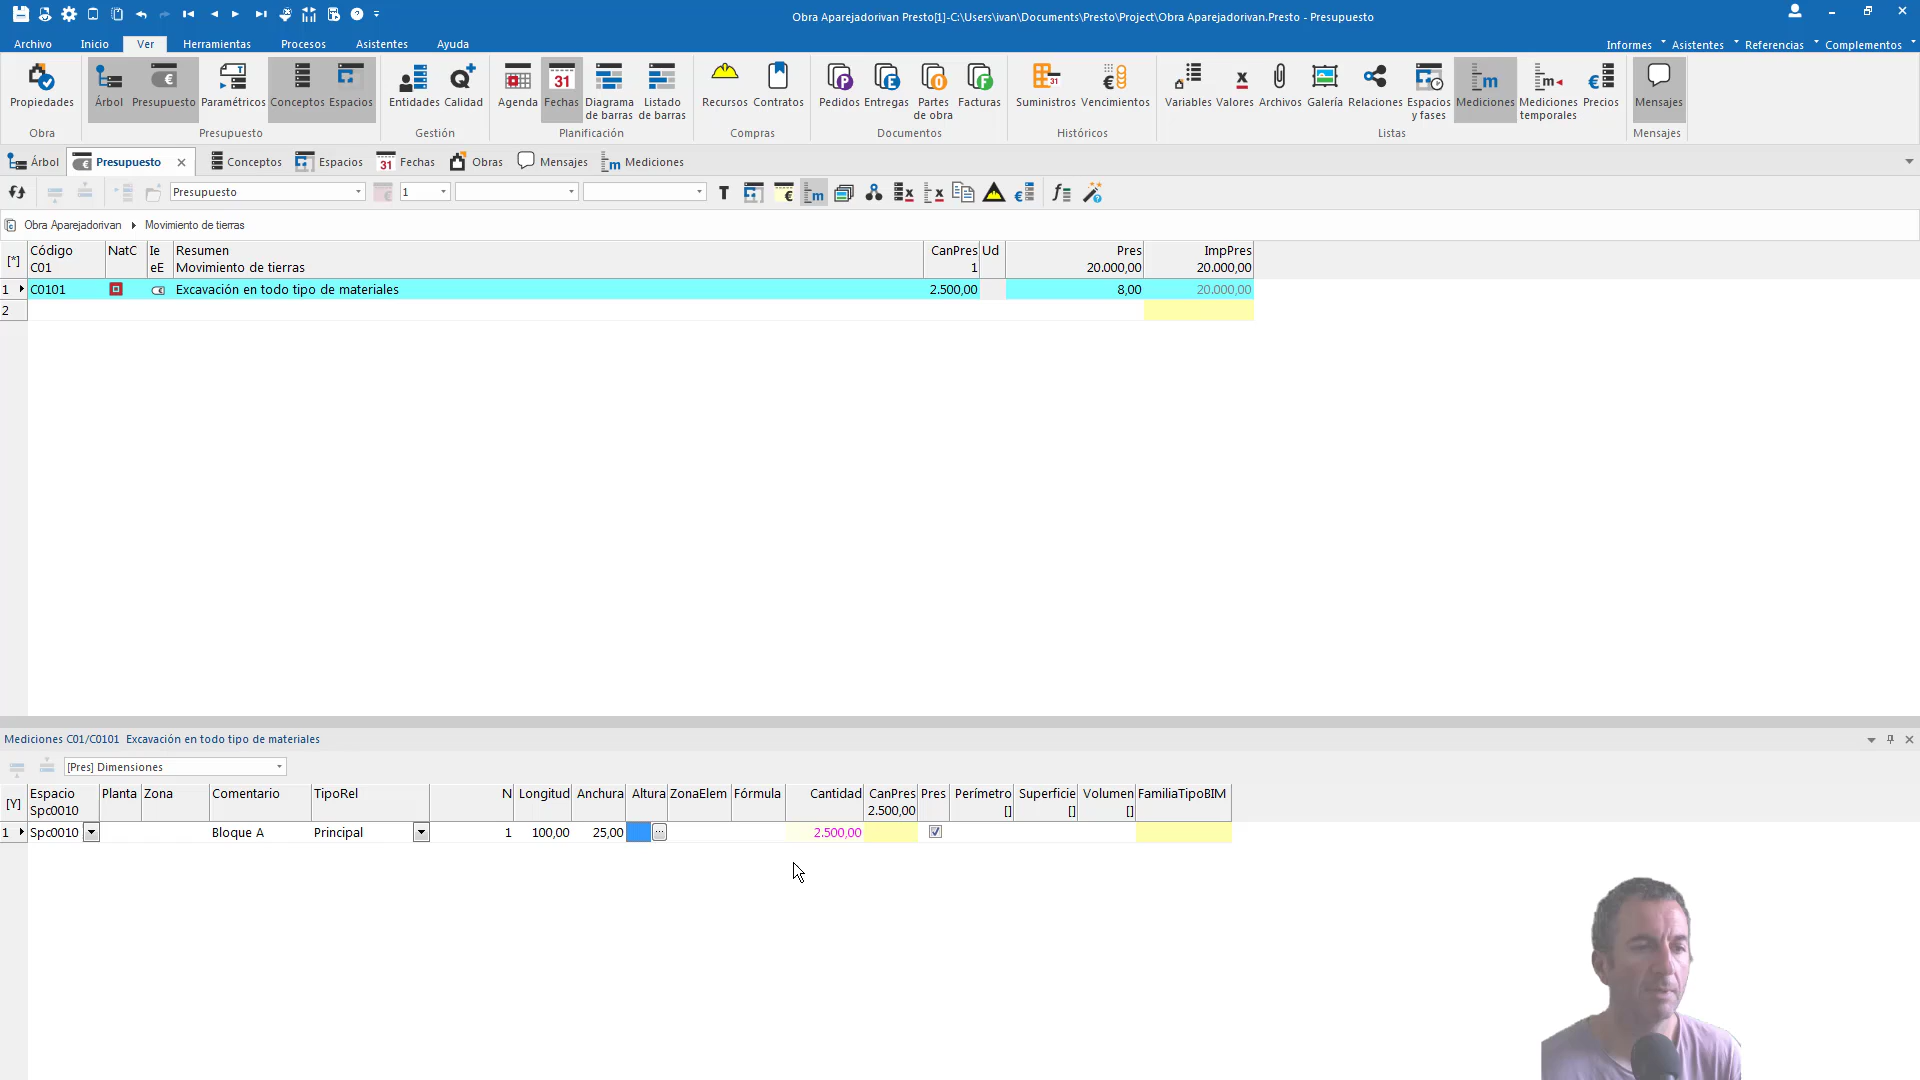 Obra Aparejadorivan Presto[1]-C:\Users\ivan\Documents\Presto\Project\Obra Aparejadorivan.Presto - Presupuesto
Archivo Inicio Ver Herramientas Procesos Asistentes Ayuda Informes Asistentes Referencias Complementos
Propiedades Árbol Presupuesto Paramétricos Conceptos Espacios Entidades Calidad Agenda Fechas Diagrama de barras Listado de barras Recursos Contratos Pedidos Entregas Partes de obra Facturas Suministros Vencimientos Variables Valores Archivos Galería Relaciones Espacios y fases Mediciones Mediciones temporales Precios Mensajes
Obra Presupuesto Gestión Planificación Compras Documentos Históricos Listas Mensajes
Árbol Presupuesto Conceptos Espacios Fechas Obras Mensajes Mediciones
Presupuesto 1
Obra Aparejadorivan Movimiento de tierras
[*] Código NatC Ie Resumen CanPres Ud Pres ImpPres
C01 eE Movimiento de tierras 1 20.000,00 20.000,00
1 C0101 Excavación en todo tipo de materiales 2.500,00 8,00 20.000,00
2
Mediciones C01/C0101 Excavación en todo tipo de materiales
[Pres] Dimensiones
[Y] Espacio Planta Zona Comentario TipoRel N Longitud Anchura Altura ZonaElem Fórmula Cantidad CanPres Pres Perímetro Superficie Volumen FamiliaTipoBIM
Spc0010 2.500,00 [] [] []
1 Spc0010 Bloque A Principal 1 100,00 25,00 2.500,00